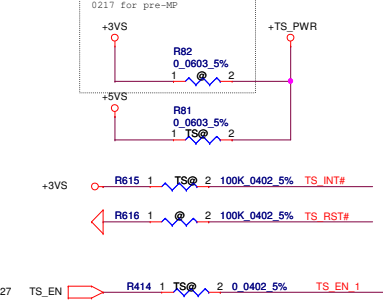 0217 for pre-MP
+3VS
+TS_PWR
R82
0_0603_5%
1 @ 2
+5VS
R81
0_0603_5%
1 TS@ 2
+3VS R615 1 TS@ 2 100K_0402_5% TS_INT#
R616 1 @ 2 100K_0402_5% TS_RST#
27 TS_EN R414 1 TS@ 2 0_0402_5% TS_EN_1